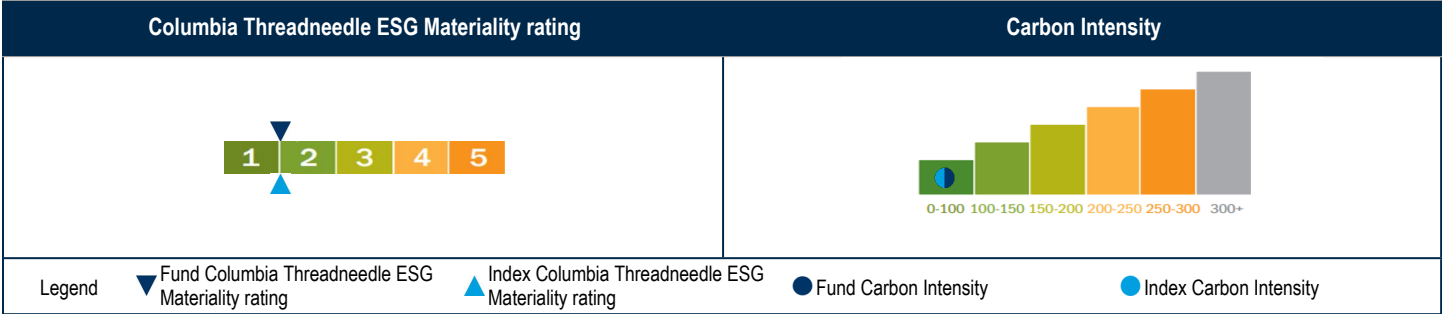 Columbia Threadneedle ESG Materiality rating
Carbon Intensity
1 2 3 4 5
0-100 100-150 150-200 200-250 250-300 300+
Legend
Fund Columbia Threadneedle ESG
Materiality rating
Index Columbia Threadneedle ESG
Materiality rating
Fund Carbon Intensity
Index Carbon Intensity